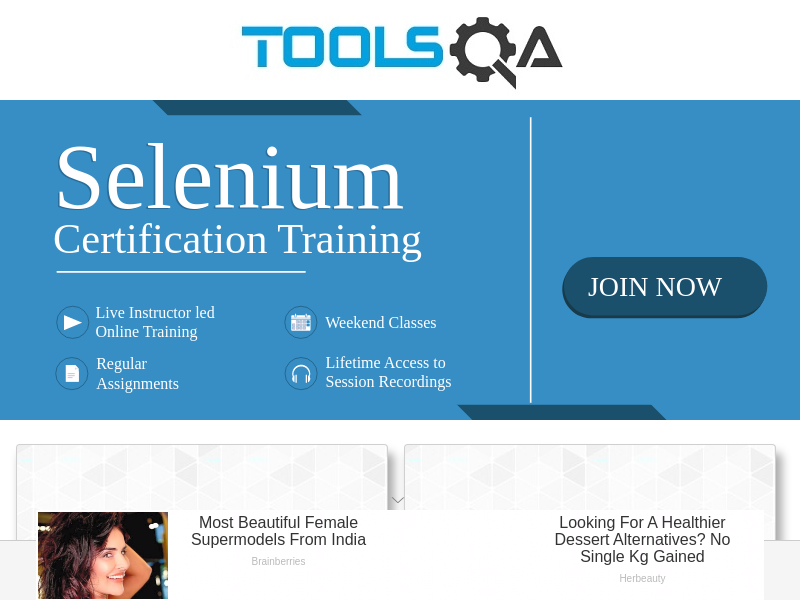 TOOLSQA
Selenium
Certification Training
JOIN NOW
Live Instructor led
Online Training
Weekend Classes
Regular
Assignments
Lifetime Access to
Session Recordings
Most Beautiful Female
Supermodels From India
Brainberries
Looking For A Healthier
Dessert Alternatives? No
Single Kg Gained
Herbeauty